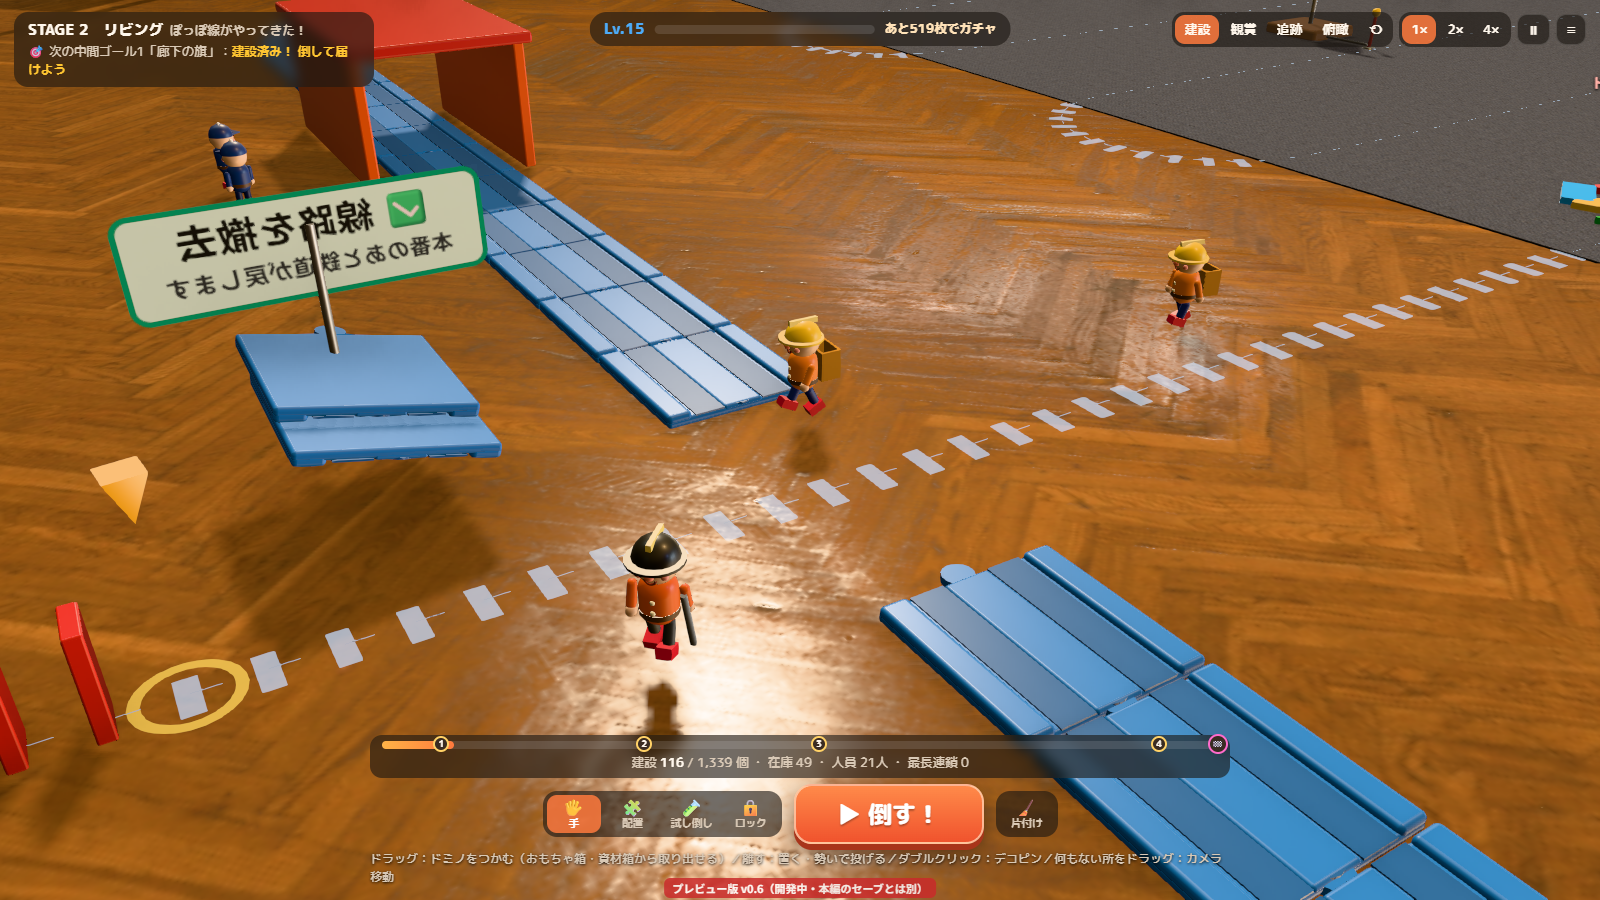 STAGE 2 リビング ぽっぽ線がやってきた！
🎯 次の中間ゴール1「廊下の旗」：建設済み！ 倒して届
けよう
Lv.15
あと519枚でガチャ
建設
観賞
追跡
俯瞰
1×
2×
4×
線路を撤去
本番のあと鉄道が戻します
1
2
3
4
建設 116 / 1,339 個 · 在庫 49 · 人員 21人 · 最長連鎖 0
手
配置
試し倒し
ロック
▶ 倒す！
片付け
ドラッグ：ドミノをつかむ（おもちゃ箱・資材箱から取り出せる）／離す：置く・勢いで投げる／ダブルクリック：デコピン／何もない所をドラッグ：カメラ
移動
プレビュー版 v0.6（開発中・本編のセーブとは別）